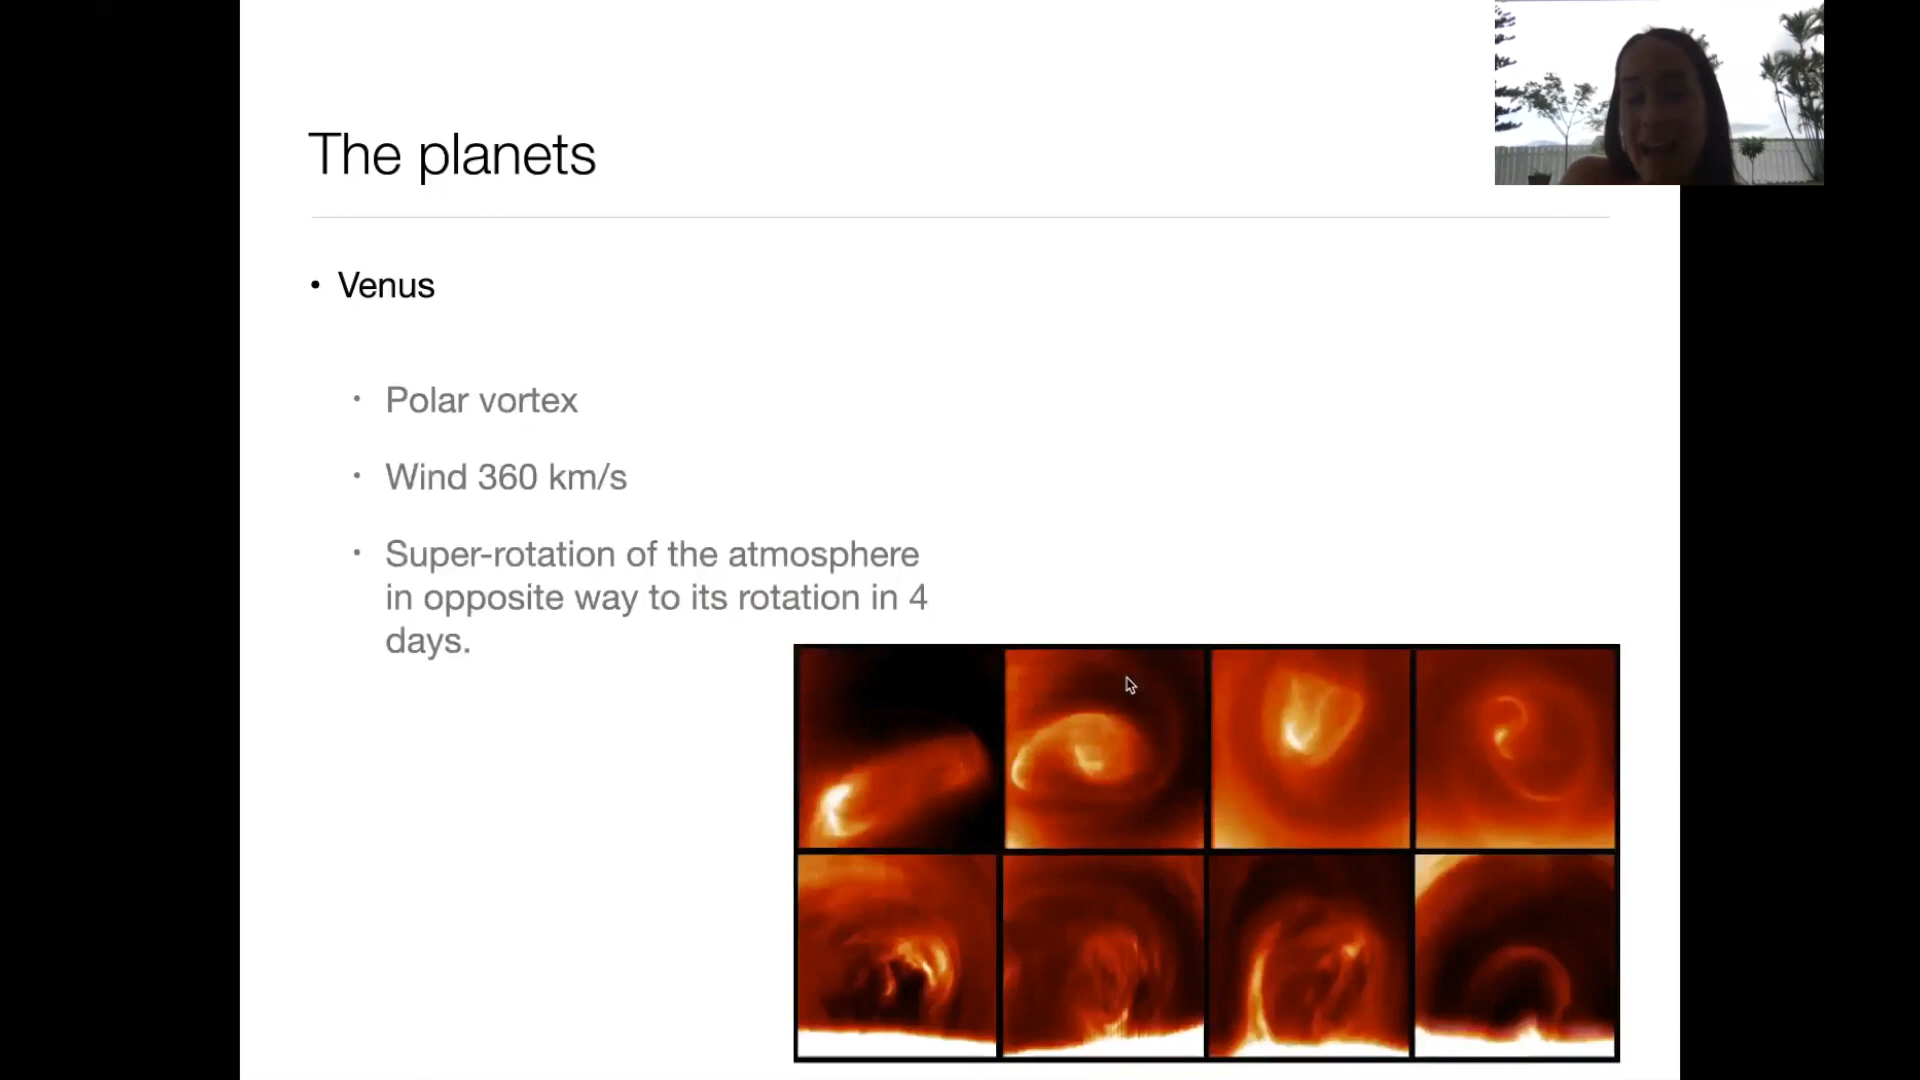 The planets
• Venus
• Polar vortex
• Wind 360 km/s
• Super-rotation of the atmosphere
in opposite way to its rotation in 4
days.